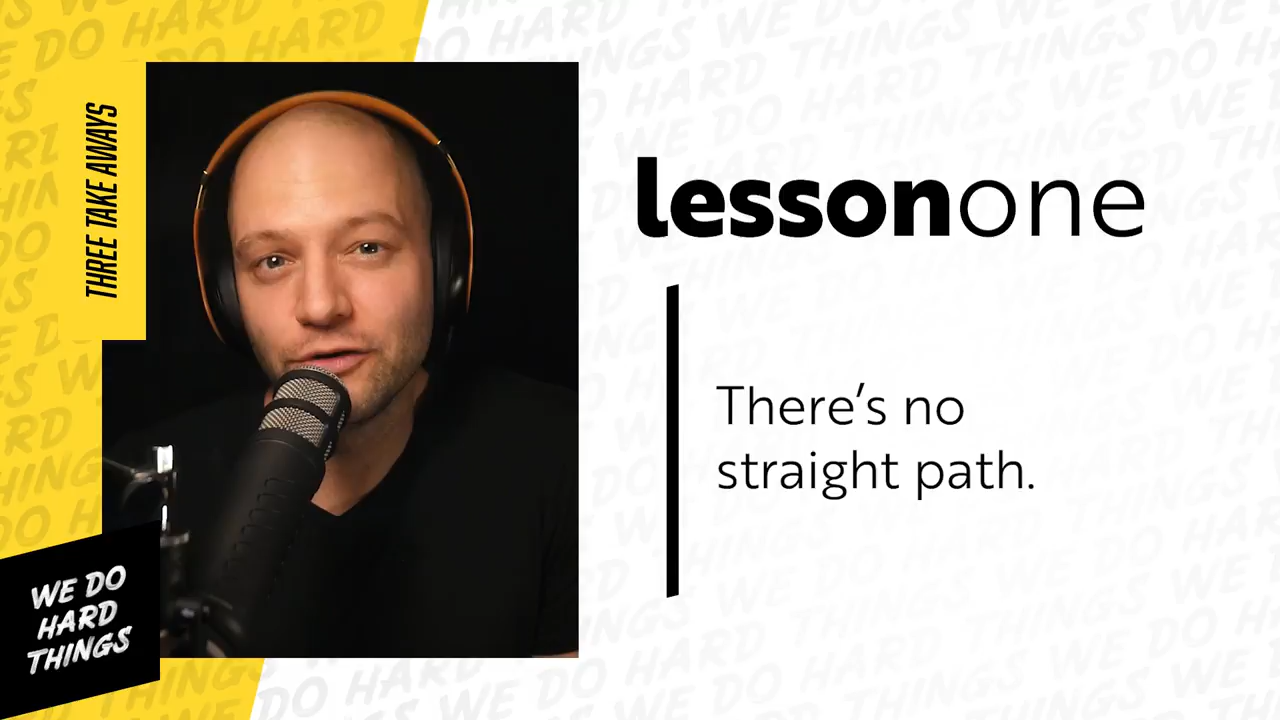 THREE TAKE AWAYS
lessonone
There's no
straight path.
WE DO
HARD
THINGS